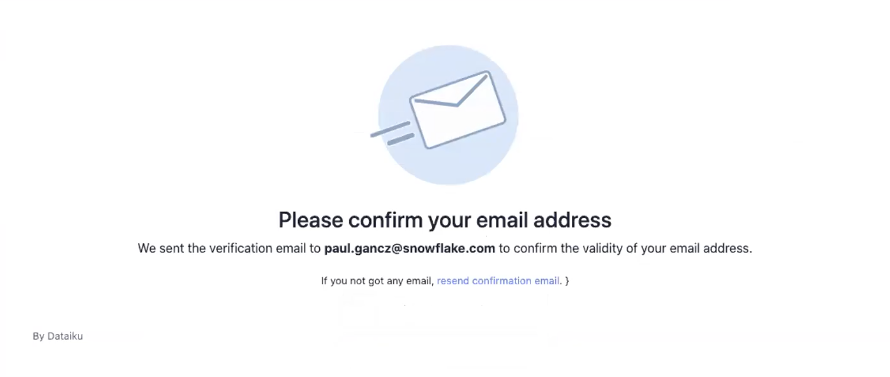 Please confirm your email address
We sent the verification email to paul.gancz@snowflake.com to confirm the validity of your email address.
If you not got any email, resend confirmation email. }
By Dataiku